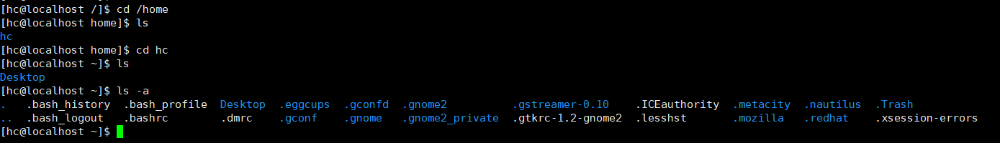 [hc@localhost /]$ cd /home
[hc@localhost home]$ ls
hc
[hc@localhost home]$ cd hc
[hc@localhost ~]$ ls
Desktop
[hc@localhost ~]$ ls -a
.   .bash_history  .bash_profile  Desktop  .eggcups  .gconfd  .gnome2          .gstreamer-0.10   .ICEauthority  .metacity  .nautilus  .Trash
..  .bash_logout   .bashrc        .dmrc    .gconf    .gnome   .gnome2_private  .gtkrc-1.2-gnome2  .lesshst       .mozilla   .redhat    .xsession-errors
[hc@localhost ~]$